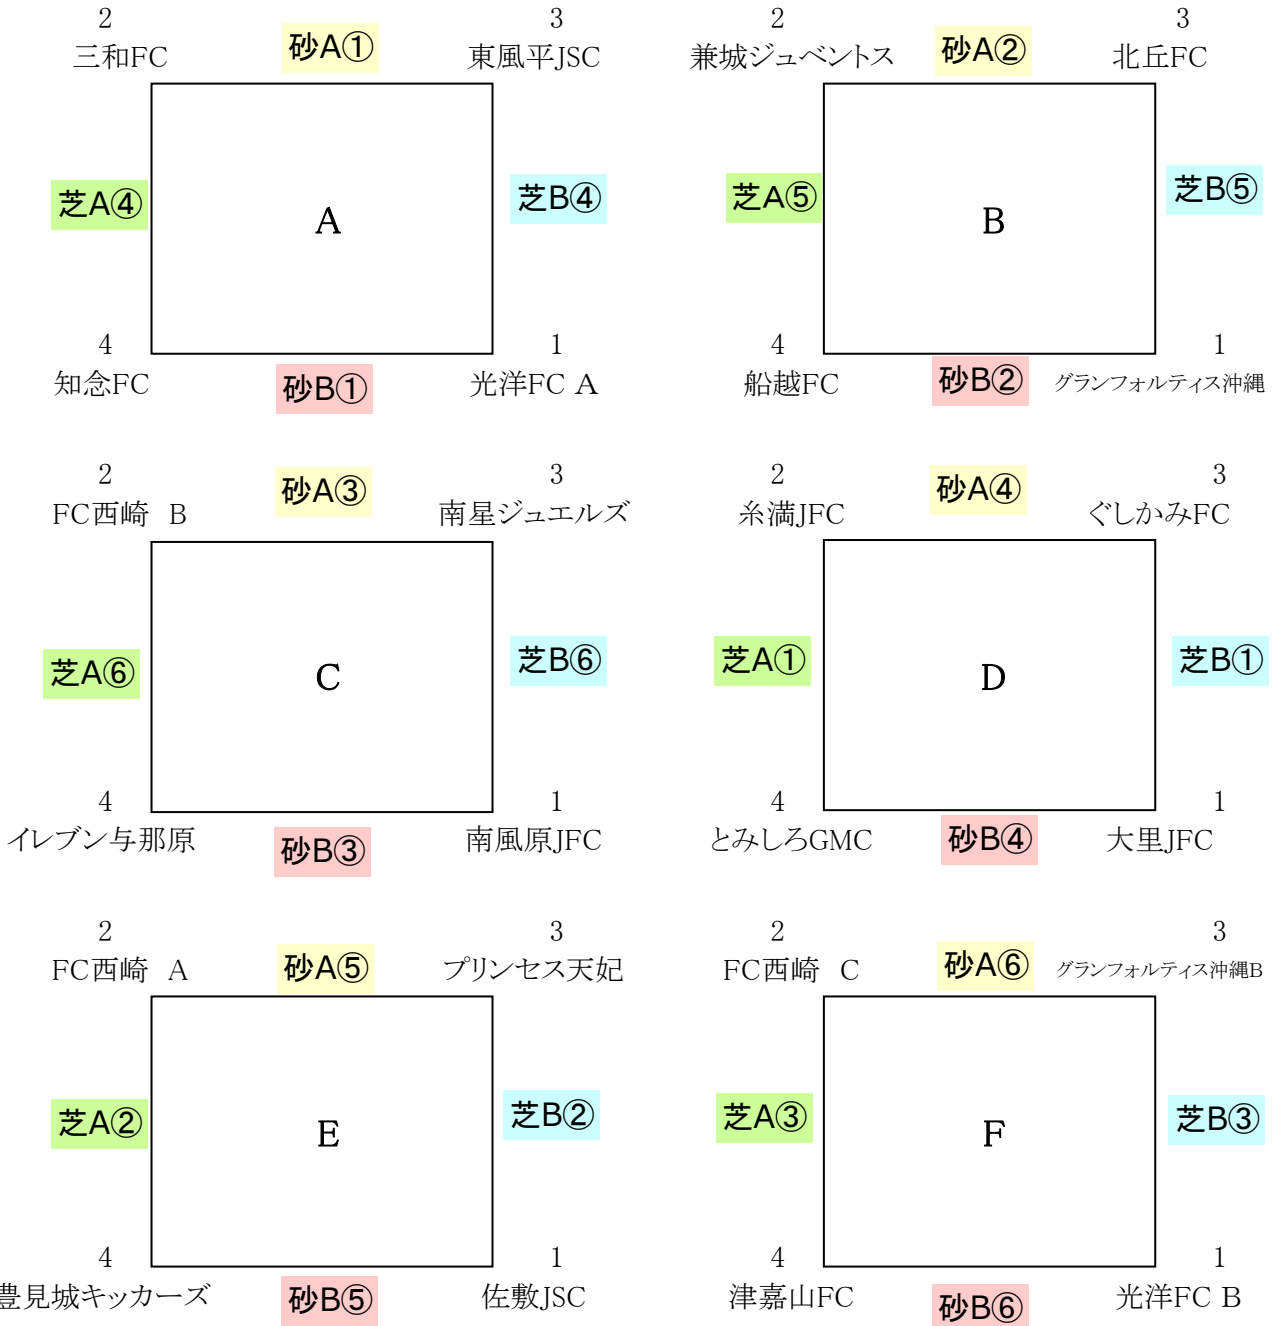 2
3
三和FC
砂A①
東風平JSC
芝A④
A
芝B④
4
1
知念FC
砂B①
光洋FC A
2
3
兼城ジュベントス
砂A②
北丘FC
芝A⑤
B
芝B⑤
4
1
船越FC
砂B②
グランフォルティス沖縄
2
3
FC西崎 B
砂A③
南星ジュエルズ
芝A⑥
C
芝B⑥
4
1
イレブン与那原
砂B③
南風原JFC
2
3
糸満JFC
砂A④
ぐしかみFC
芝A①
D
芝B①
4
1
とみしろGMC
砂B④
大里JFC
2
3
FC西崎 A
砂A⑤
プリンセス天妃
芝A②
E
芝B②
4
1
豊見城キッカーズ
砂B⑤
佐敷JSC
2
3
FC西崎 C
砂A⑥
グランフォルティス沖縄B
芝A③
F
芝B③
4
1
津嘉山FC
砂B⑥
光洋FC B